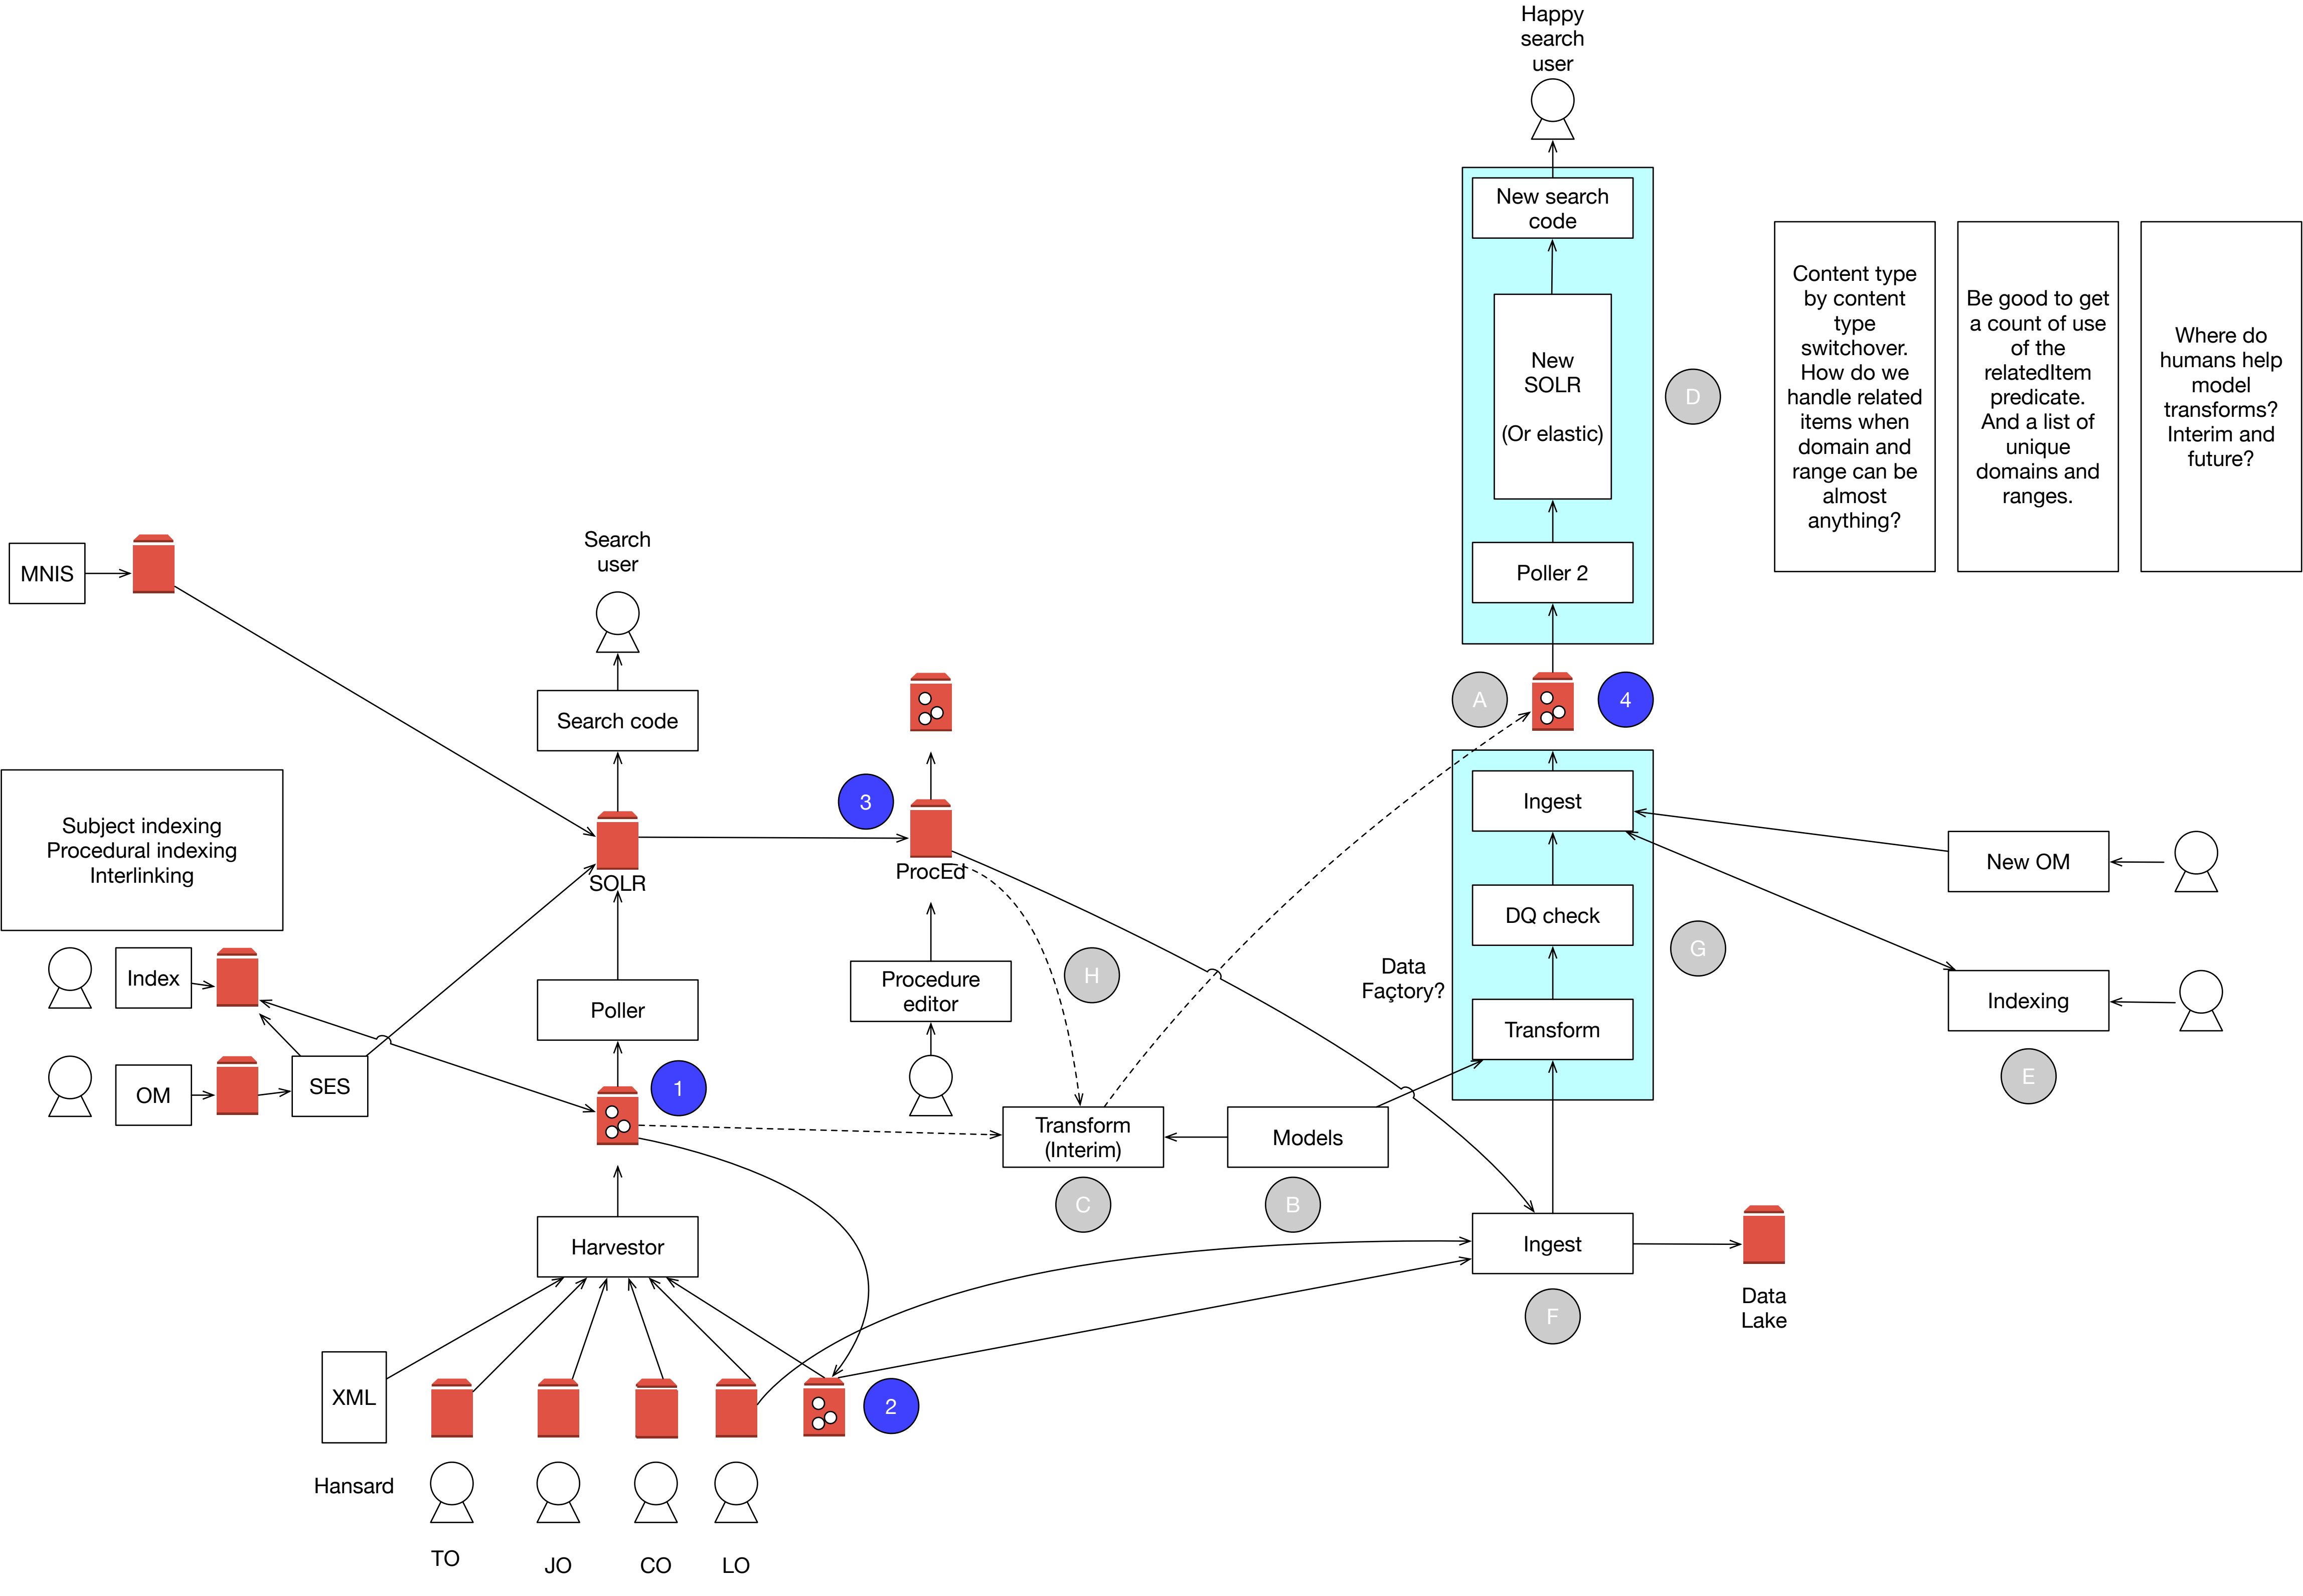 Happy
search
user
New search
code
New
SOLR
(Or elastic)
Poller 2
D
Content type
by content
type
switchover.
How do we
handle related
items when
domain and
range can be
almost
anything?
Be good to get
a count of use
of the
relatedItem
predicate.
And a list of
unique
domains and
ranges.
Where do
humans help
model
transforms?
Interim and
future?
MNIS
Search
user
Search code
A
4
3
Ingest
Subject indexing
Procedural indexing
Interlinking
SOLR
ProcEd
New OM
DQ check
G
Index
Poller
Procedure
editor
H
Data
Façtory?
Transform
Indexing
E
OM
SES
1
Transform
(Interim)
Models
C
B
Harvestor
Ingest
F
Data
Lake
XML
2
Hansard
TO
JO
CO
LO